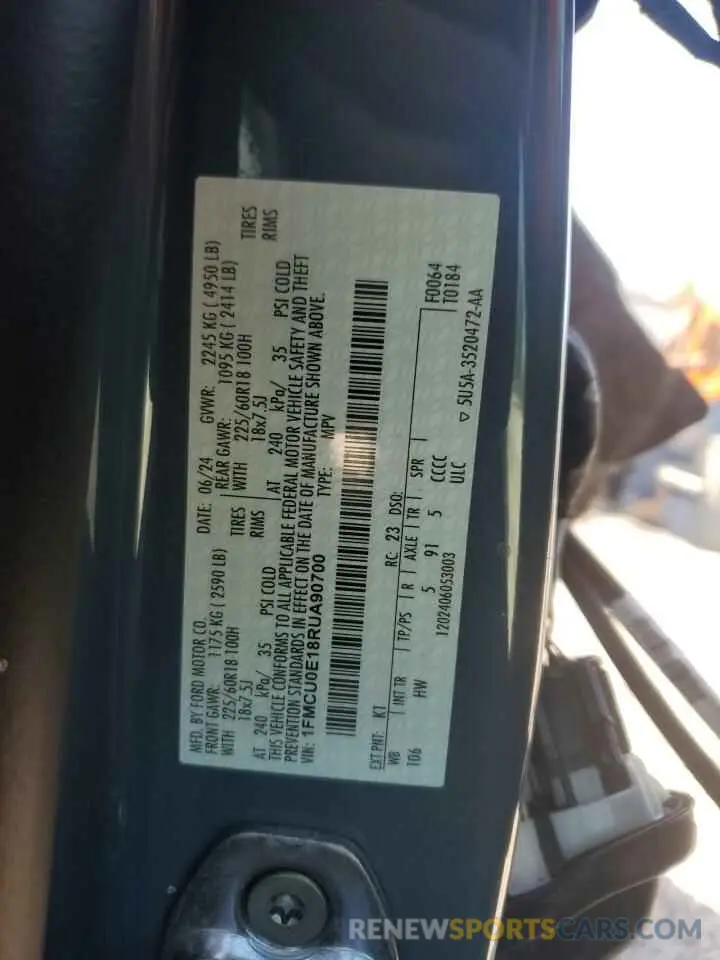 MFD. BY FORD MOTOR CO.
DATE: 06/24 GVWR: 2245 KG ( 4950 LB)
FRONT GAWR: 1175 KG ( 2590 LB) REAR GAWR: 1095 KG ( 2414 LB)
WITH 225/60R18 100H TIRES WITH 225/60R18 100H TIRES
18x7.5J RIMS 18x7.5J RIMS
AT 240 kPa/ 35 PSI COLD AT 240 kPa/ 35 PSI COLD
THIS VEHICLE CONFORMS TO ALL APPLICABLE FEDERAL MOTOR VEHICLE SAFETY AND THEFT
PREVENTION STANDARDS IN EFFECT ON THE DATE OF MANUFACTURE SHOWN ABOVE.
VIN: 1FMCU0E18RUA90700 TYPE: MPV
EXT PNT: K1 RC: 23 DSO: F0064
WB INT TR TP/PS R AXLE TR SPR T0184
106 HW 5 91 5 CCCC
1202406053003 ULC
▽ 5U5A-3520472-AA
RENEWSPORTSCARS.COM